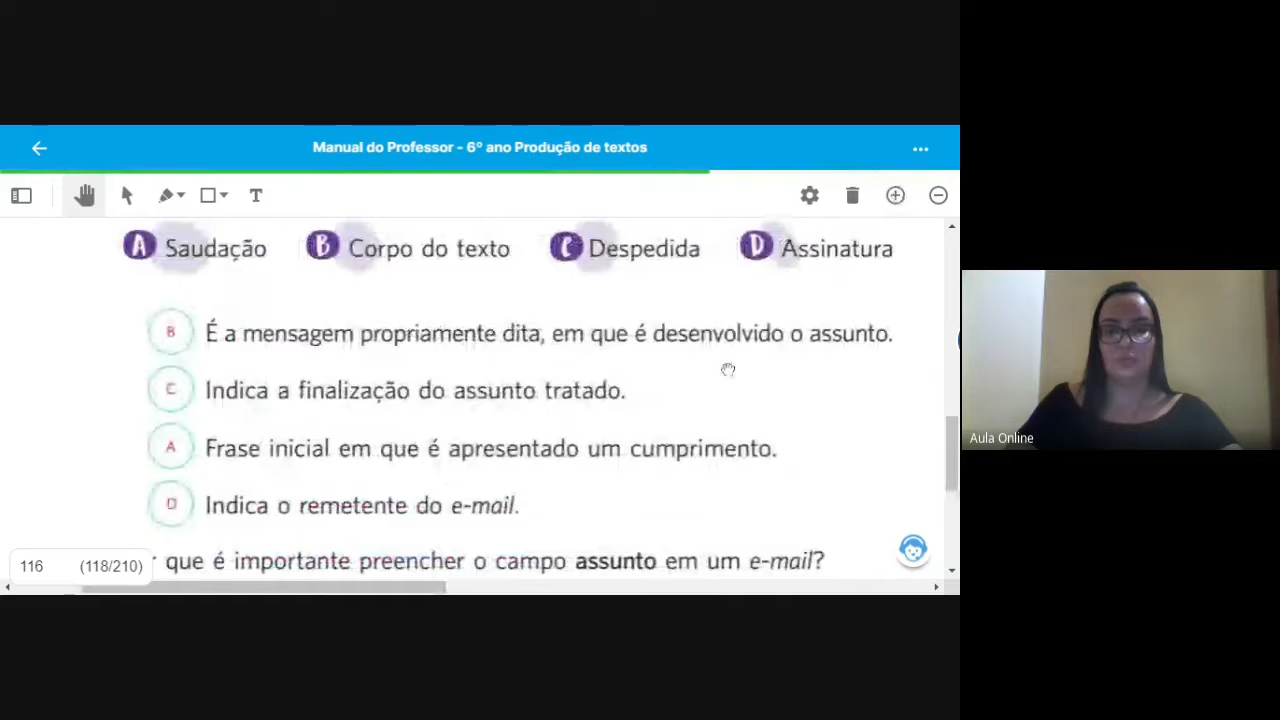 Manual do Professor - 6º ano Produção de textos
T
A Saudação B Corpo do texto C Despedida D Assinatura
B É a mensagem propriamente dita, em que é desenvolvido o assunto.
C Indica a finalização do assunto tratado.
A Frase inicial em que é apresentado um cumprimento.
D Indica o remetente do e-mail.
r que é importante preencher o campo assunto em um e-mail?
116 (118/210)
Aula Online